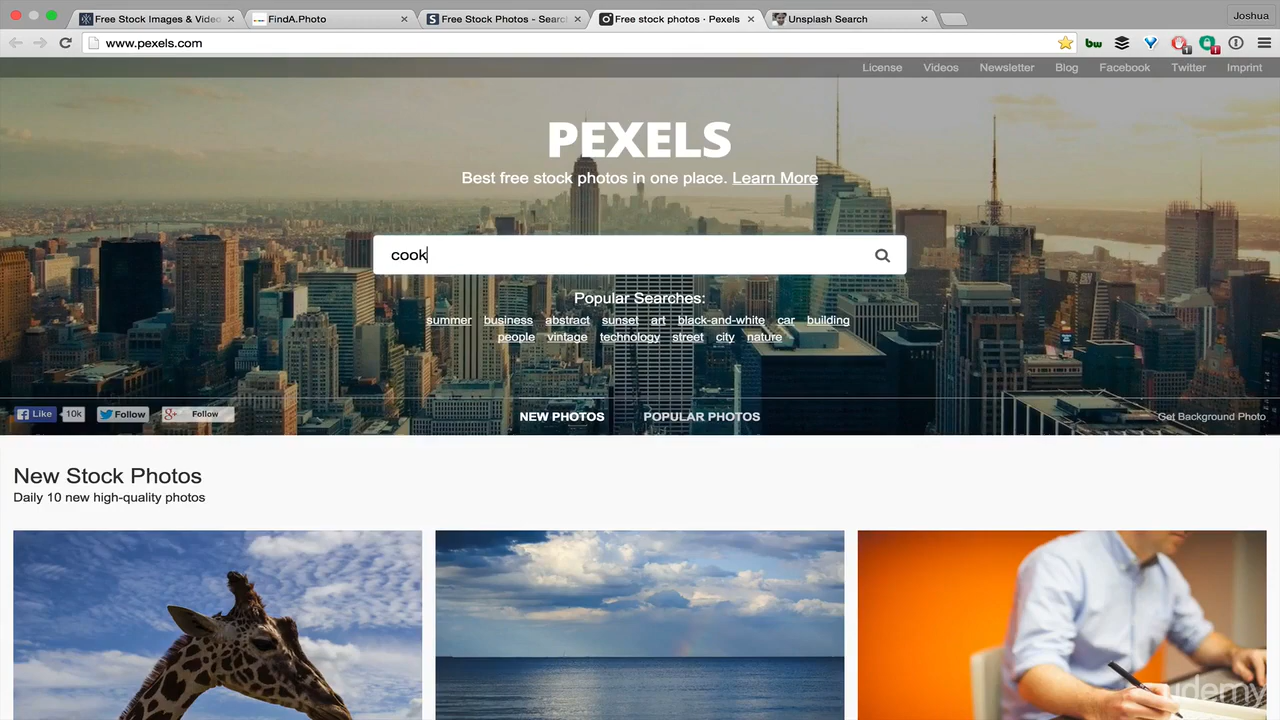 Free Stock Images & Video
FindA.Photo
Free Stock Photos - Searc
Free stock photos · Pexels
Unsplash Search
Joshua
www.pexels.com
bw
License Videos Newsletter Blog Facebook Twitter Imprint
PEXELS
Best free stock photos in one place. Learn More
cook
Popular Searches:
summer business abstract sunset art black-and-white car building
people vintage technology street city nature
Like 10k Follow Follow
NEW PHOTOS POPULAR PHOTOS
Get Background Photo
New Stock Photos
Daily 10 new high-quality photos
udemy